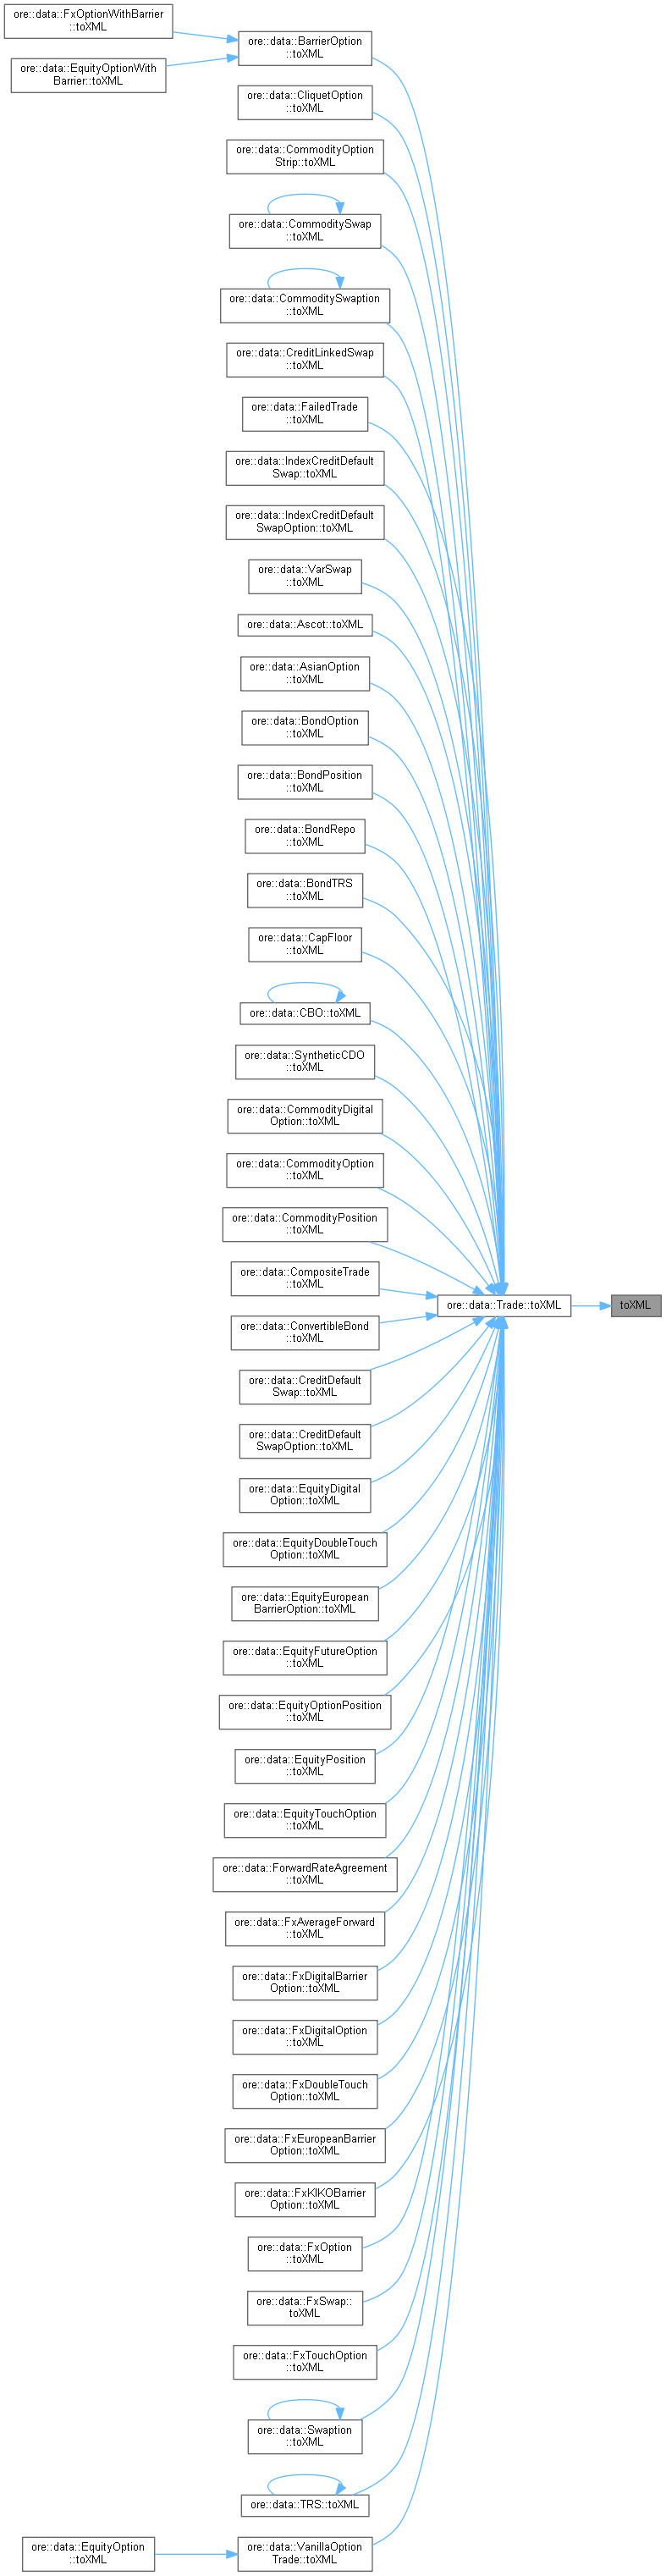 ore::data::FxOptionWithBarrier
::toXML
ore::data::BarrierOption
::toXML
ore::data::EquityOptionWith
Barrier::toXML
ore::data::CliquetOption
::toXML
ore::data::CommodityOption
Strip::toXML
ore::data::CommoditySwap
::toXML
ore::data::CommoditySwaption
::toXML
ore::data::CreditLinkedSwap
::toXML
ore::data::FailedTrade
::toXML
ore::data::IndexCreditDefault
Swap::toXML
ore::data::IndexCreditDefault
SwapOption::toXML
ore::data::VarSwap
::toXML
ore::data::Ascot::toXML
ore::data::AsianOption
::toXML
ore::data::BondOption
::toXML
ore::data::BondPosition
::toXML
ore::data::BondRepo
::toXML
ore::data::BondTRS
::toXML
ore::data::CapFloor
::toXML
ore::data::CBO::toXML
ore::data::SyntheticCDO
::toXML
ore::data::CommodityDigital
Option::toXML
ore::data::CommodityOption
::toXML
ore::data::CommodityPosition
::toXML
ore::data::CompositeTrade
::toXML
ore::data::Trade::toXML
toXML
ore::data::ConvertibleBond
::toXML
ore::data::CreditDefault
Swap::toXML
ore::data::CreditDefault
SwapOption::toXML
ore::data::EquityDigital
Option::toXML
ore::data::EquityDoubleTouch
Option::toXML
ore::data::EquityEuropean
BarrierOption::toXML
ore::data::EquityFutureOption
::toXML
ore::data::EquityOptionPosition
::toXML
ore::data::EquityPosition
::toXML
ore::data::EquityTouchOption
::toXML
ore::data::ForwardRateAgreement
::toXML
ore::data::FxAverageForward
::toXML
ore::data::FxDigitalBarrier
Option::toXML
ore::data::FxDigitalOption
::toXML
ore::data::FxDoubleTouch
Option::toXML
ore::data::FxEuropeanBarrier
Option::toXML
ore::data::FxKIKOBarrier
Option::toXML
ore::data::FxOption
::toXML
ore::data::FxSwap::
toXML
ore::data::FxTouchOption
::toXML
ore::data::Swaption
::toXML
ore::data::TRS::toXML
ore::data::EquityOption
::toXML
ore::data::VanillaOption
Trade::toXML